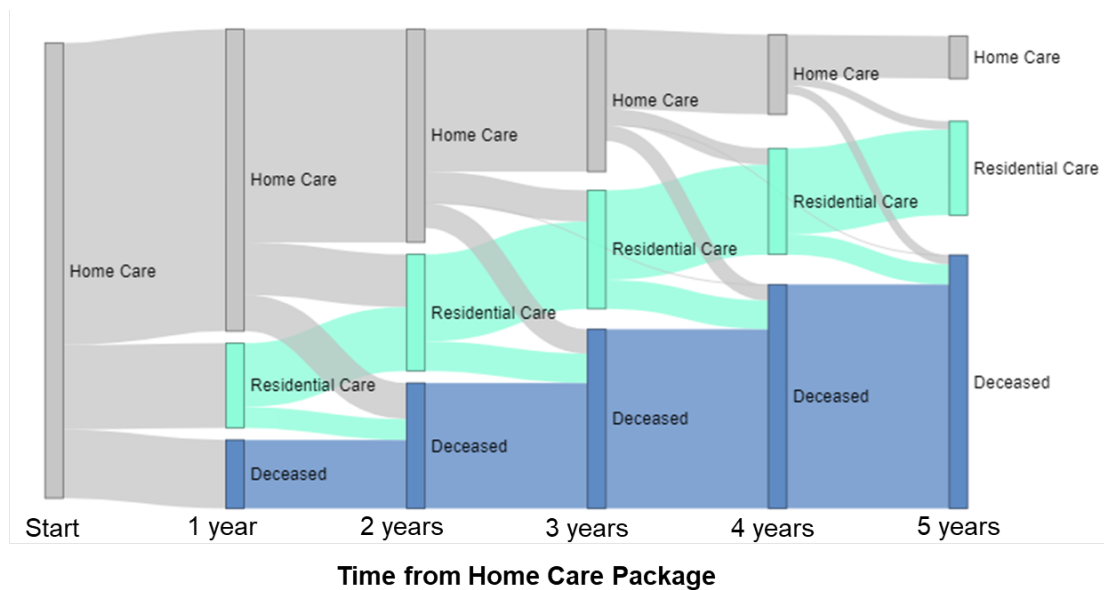 Home Care
Home Care
Residential Care
Deceased
Home Care
Residential Care
Deceased
Home Care
Residential Care
Deceased
Home Care
Residential Care
Deceased
Home Care
Residential Care
Deceased
Start
1 year
2 years
3 years
4 years
5 years
Time from Home Care Package